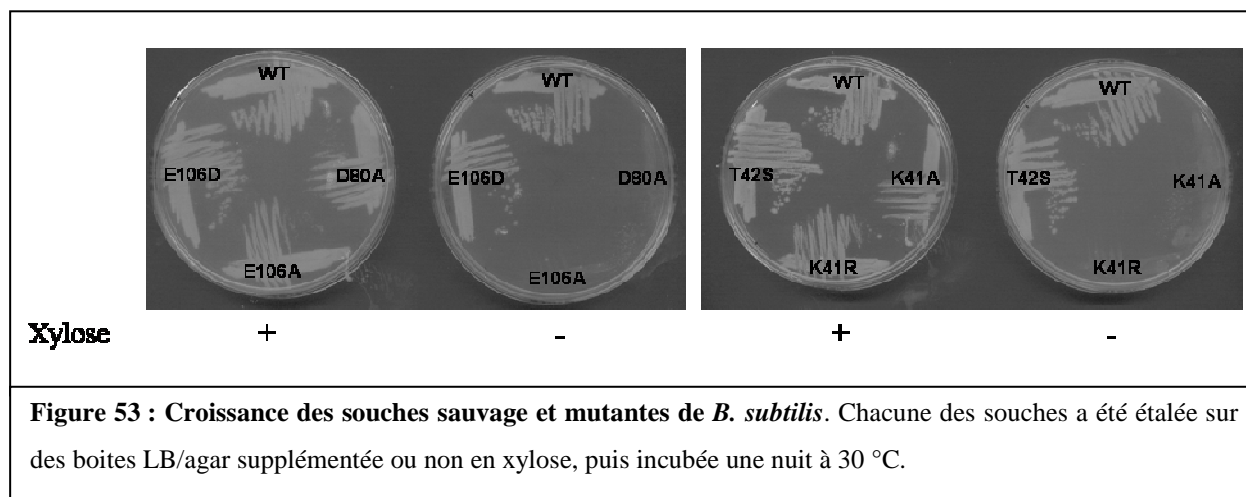 WT
E106D
D80A
E106A
WT
E106D
D80A
E106A
WT
T42S
K41A
K41R
WT
T42S
K41A
K41R
Xylose + - + -
Figure 53 : Croissance des souches sauvage et mutantes de B. subtilis. Chacune des souches a été étalée sur
des boites LB/agar supplémentée ou non en xylose, puis incubée une nuit à 30 °C.